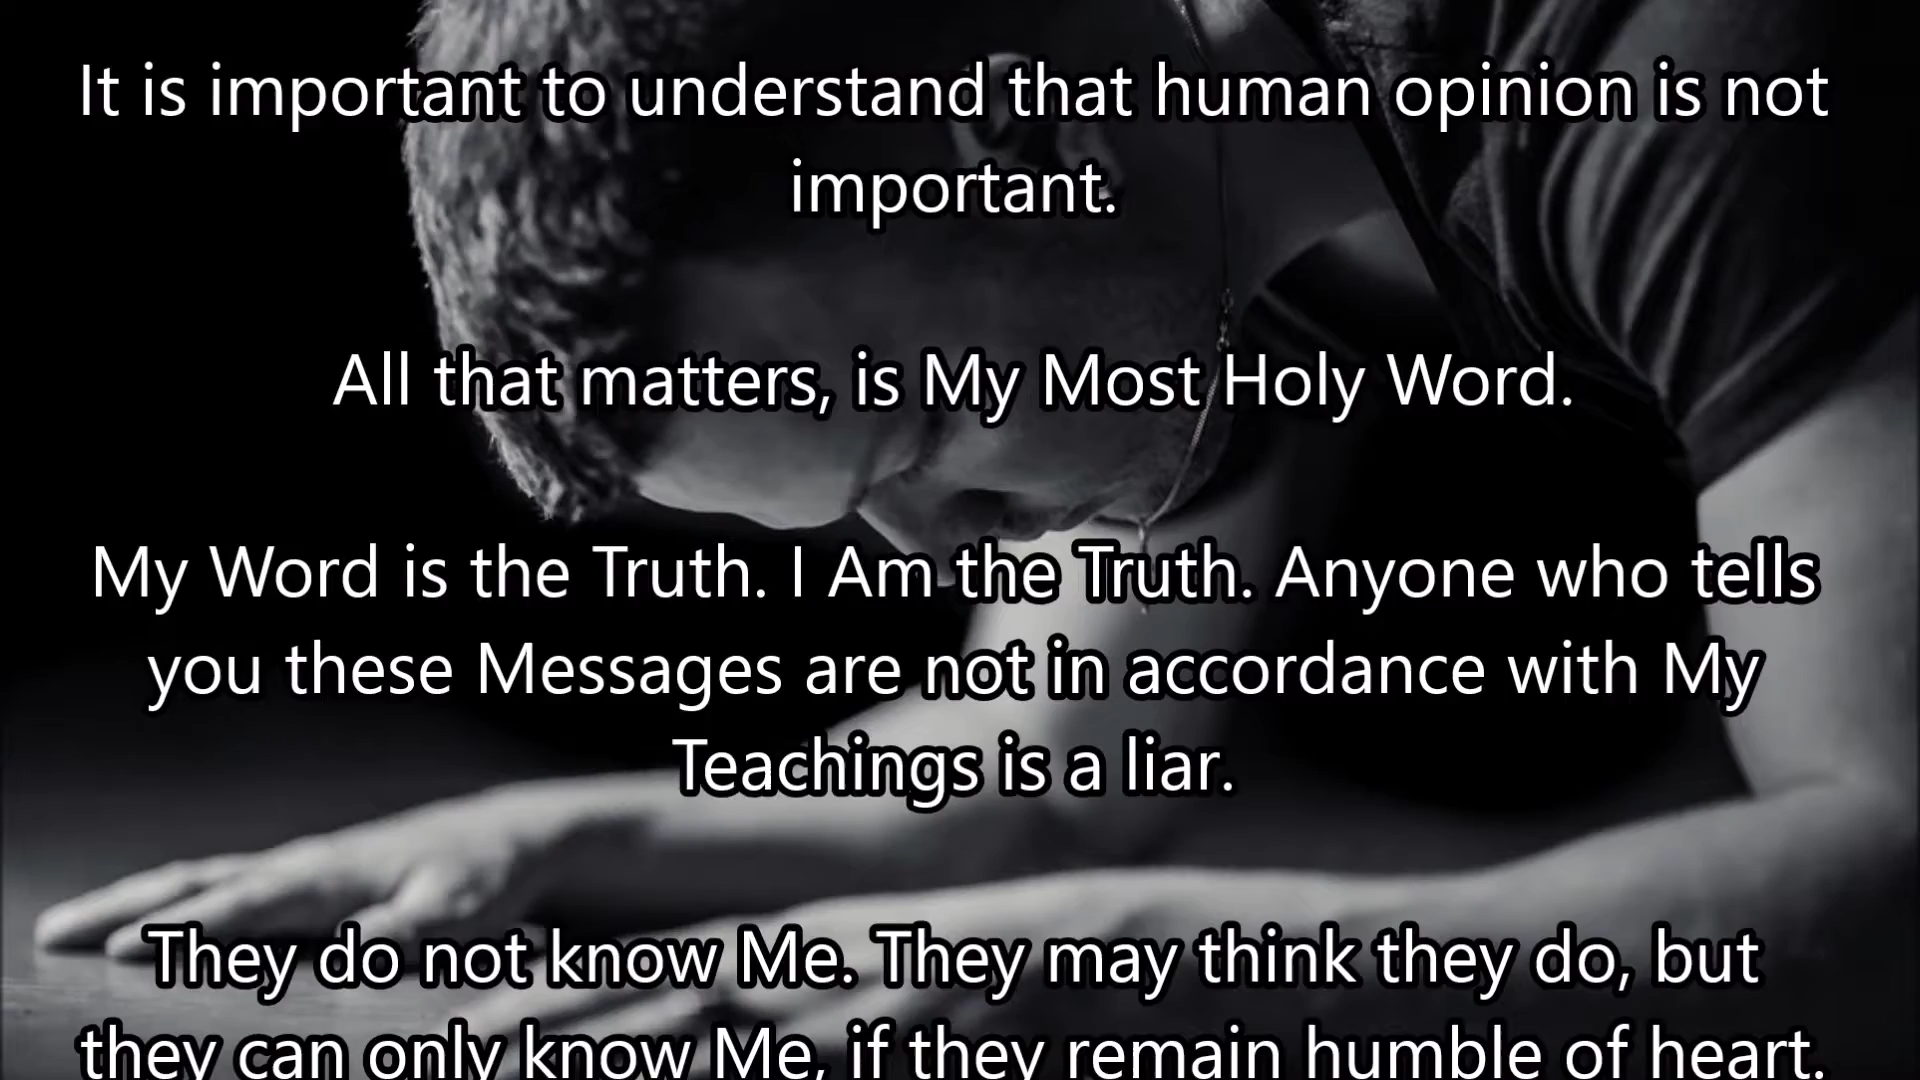 It is important to understand that human opinion is not
important.
All that matters, is My Most Holy Word.
My Word is the Truth. I Am the Truth. Anyone who tells
you these Messages are not in accordance with My
Teachings is a liar.
They do not know Me. They may think they do, but
they can only know Me, if they remain humble of heart.